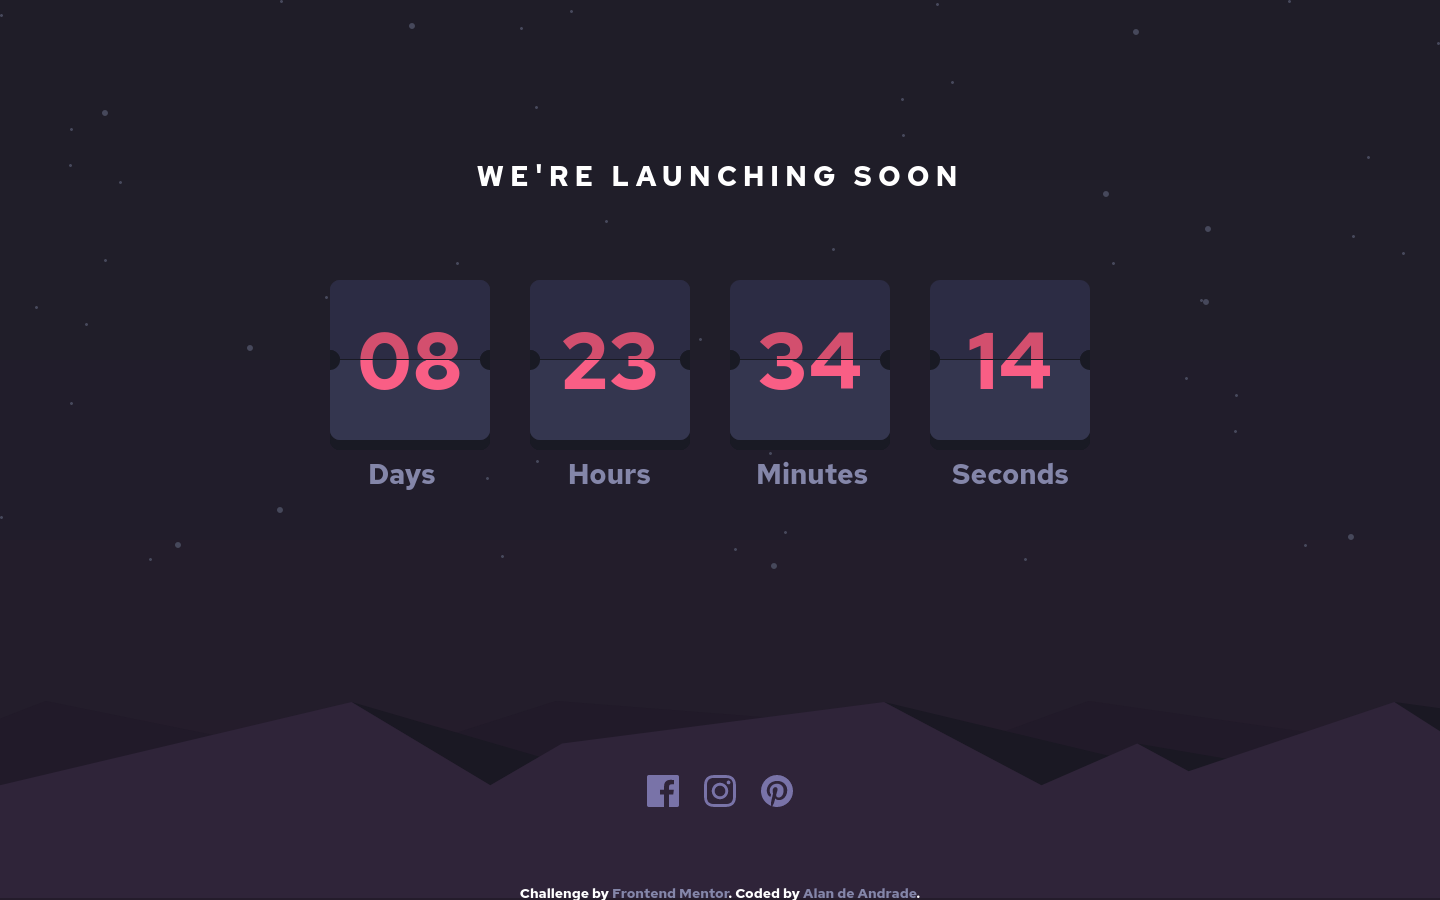 WE'RE LAUNCHING SOON
08 23 34 14
Days Hours Minutes Seconds
Challenge by Frontend Mentor. Coded by Alan de Andrade.